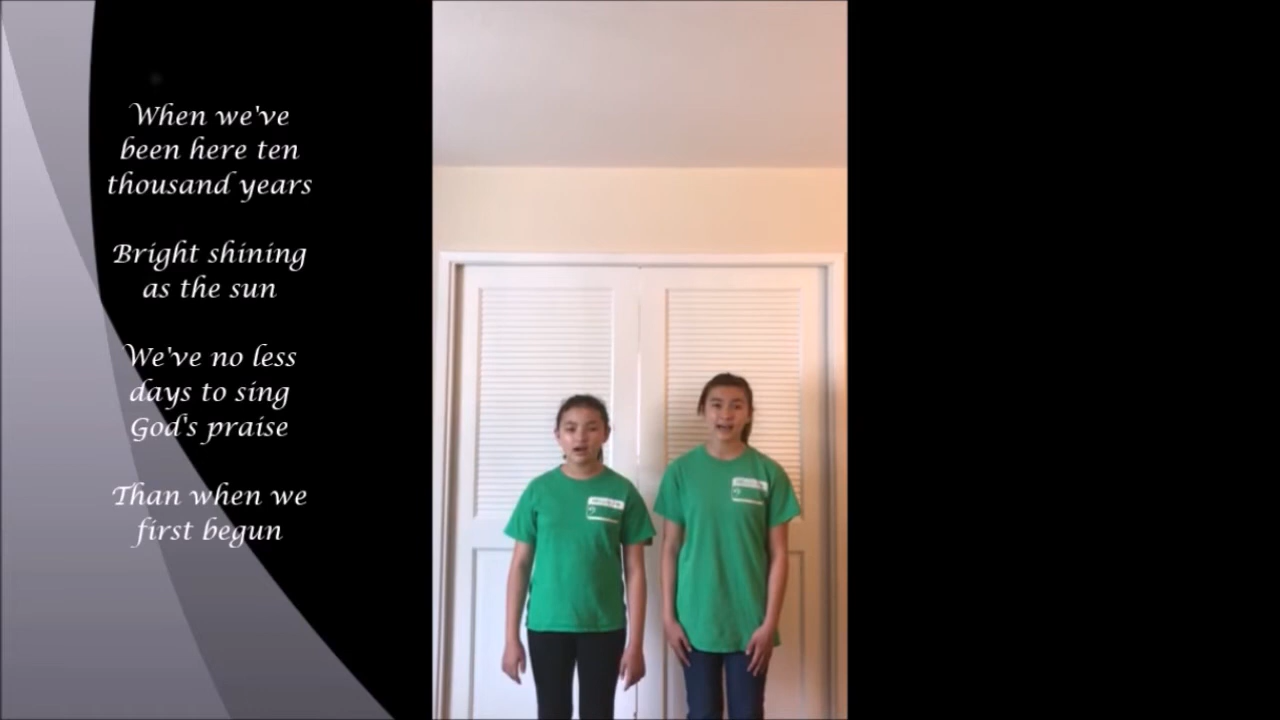 When we've
been here ten
thousand years
Bright shining
as the sun
We've no less
days to sing
God's praise
Than when we
first begun